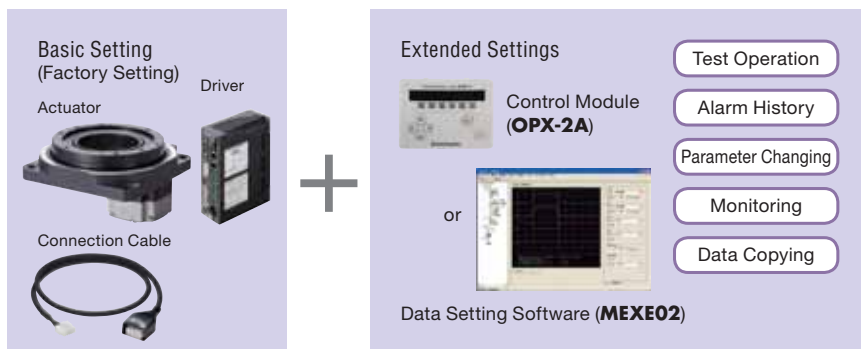 Basic Setting
(Factory Setting)
Actuator
Driver
Connection Cable
+
Extended Settings
Control Module
(OPX-2A)
or
Data Setting Software (MEXE02)
Test Operation
Alarm History
Parameter Changing
Monitoring
Data Copying